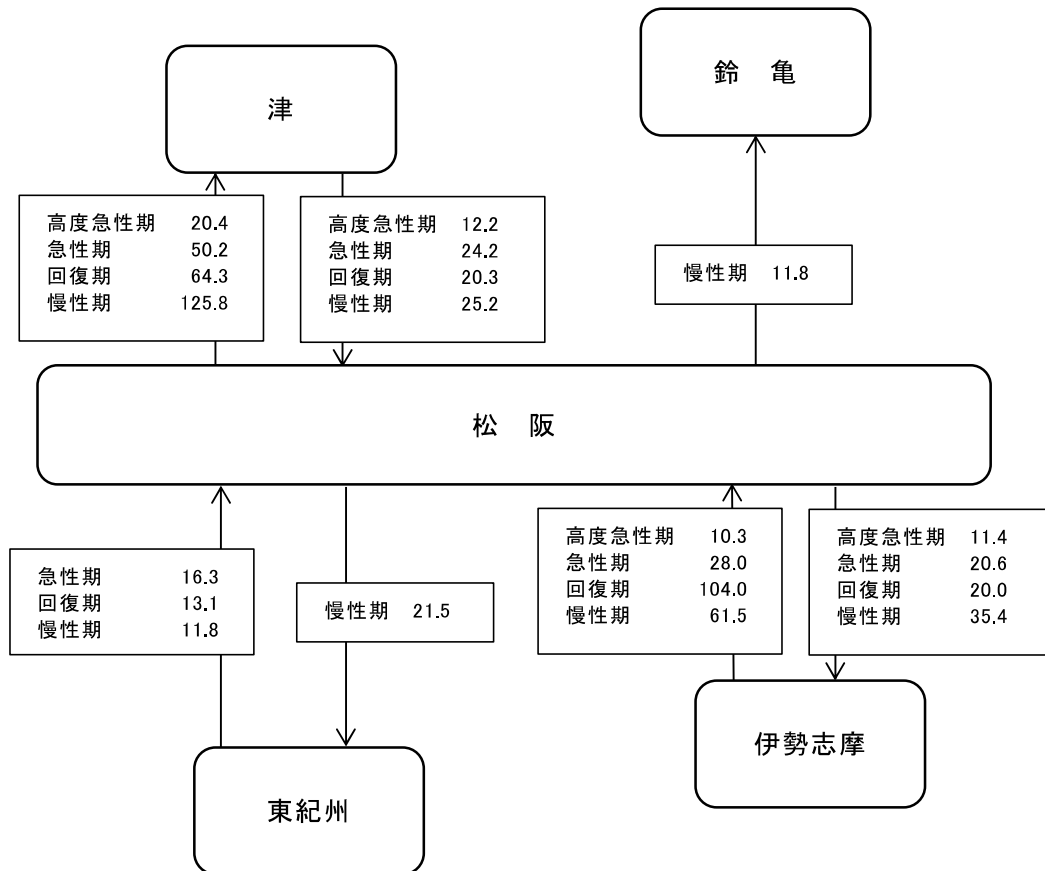 鈴 亀
津
高度急性期 20.4
急性期 50.2
回復期 64.3
慢性期 125.8
高度急性期 12.2
急性期 24.2
回復期 20.3
慢性期 25.2
慢性期 11.8
松 阪
急性期 16.3
回復期 13.1
慢性期 11.8
慢性期 21.5
高度急性期 10.3
急性期 28.0
回復期 104.0
慢性期 61.5
高度急性期 11.4
急性期 20.6
回復期 20.0
慢性期 35.4
東紀州
伊勢志摩